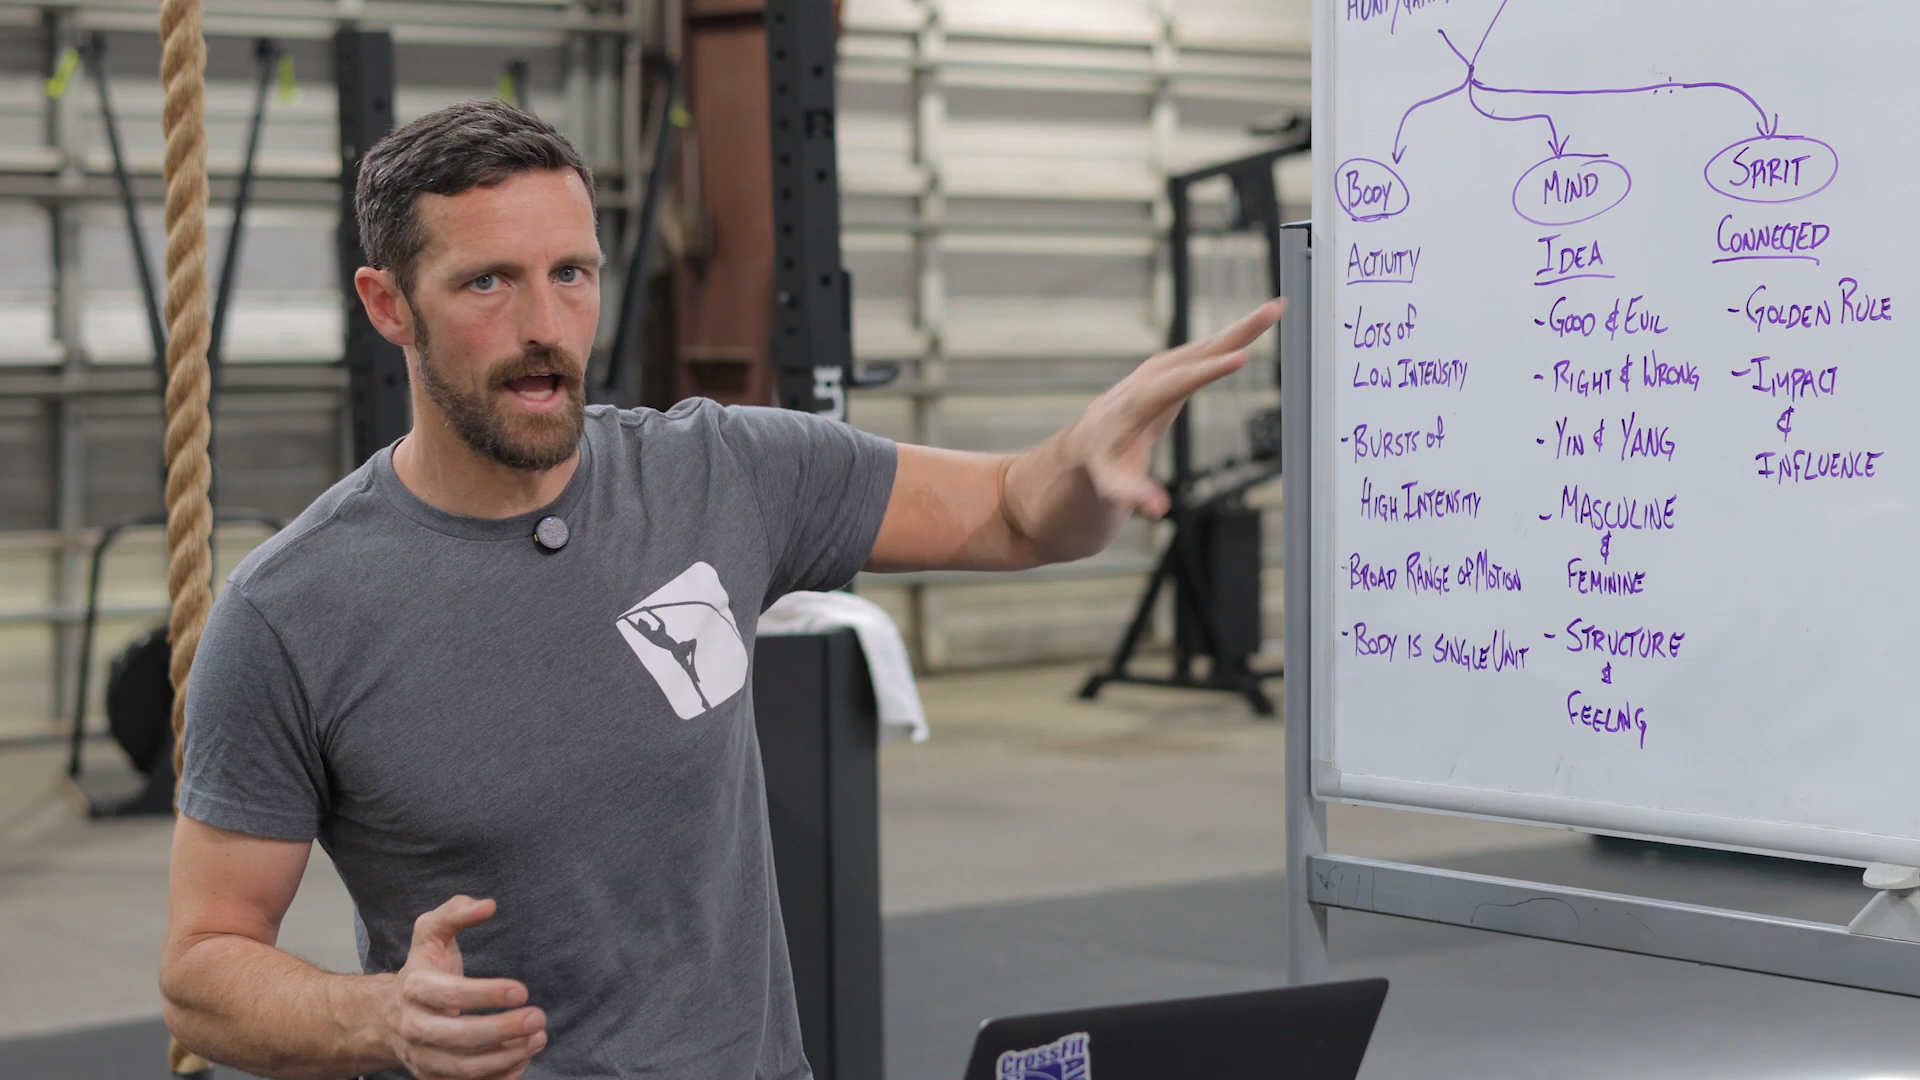 BODY
ACTIVITY
-LOTS of
LOW INTENSITY
-BURSTS of
HIGH INTENSITY
-BROAD RANGE of MOTION
-BODY IS SINGLE UNIT
MIND
IDEA
-GOOD & EVIL
-RIGHT & WRONG
-YIN & YANG
-MASCULINE
&
FEMININE
-STRUCTURE
&
FEELING
SPIRIT
CONNECTED
-GOLDEN RULE
-IMPACT
&
INFLUENCE
CROSSFIT